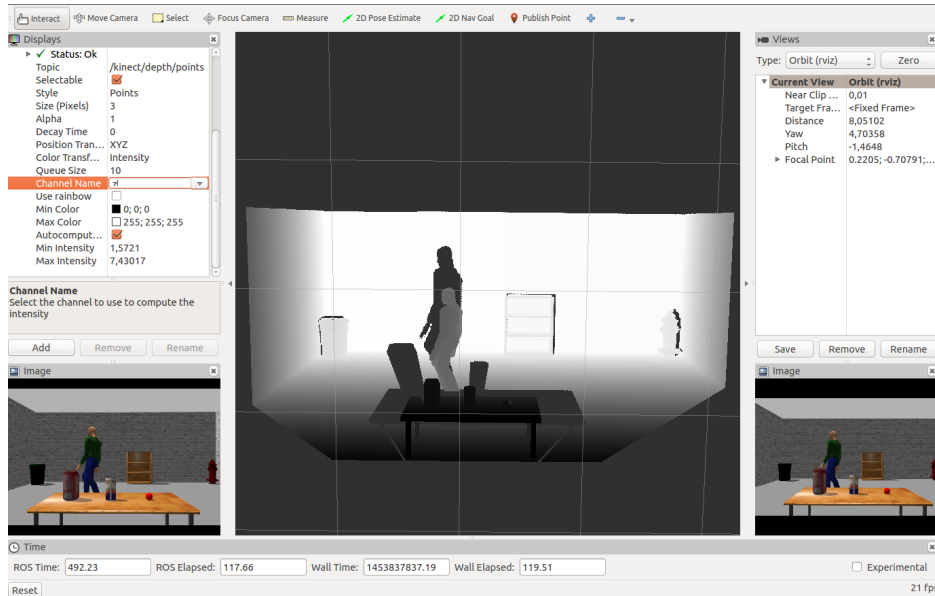 Interact Move Camera Select Focus Camera Measure 2D Pose Estimate 2D Nav Goal Publish Point
Displays
Status: Ok
Topic /kinect/depth/points
Selectable
Style Points
Size (Pixels) 3
Alpha 1
Decay Time 0
Position Tran... XYZ
Color Transf... Intensity
Queue Size 10
Channel Name
Use rainbow
Min Color 0; 0; 0
Max Color 255; 255; 255
Autocomput...
Min Intensity 1,5721
Max Intensity 7,43017
Channel Name
Select the channel to use to compute the
intensity
Add Remove Rename
Image
Views
Type: Orbit (rviz) Zero
Current View Orbit (rviz)
Near Clip ... 0,01
Target Fra... <Fixed Frame>
Distance 8,05102
Yaw 4,70358
Pitch -1,4648
Focal Point 0.2205; -0.70791;...
Save Remove Rename
Image
Time
ROS Time: 492.23 ROS Elapsed: 117.66 Wall Time: 1453837837.19 Wall Elapsed: 119.51 Experimental
Reset 21 fps